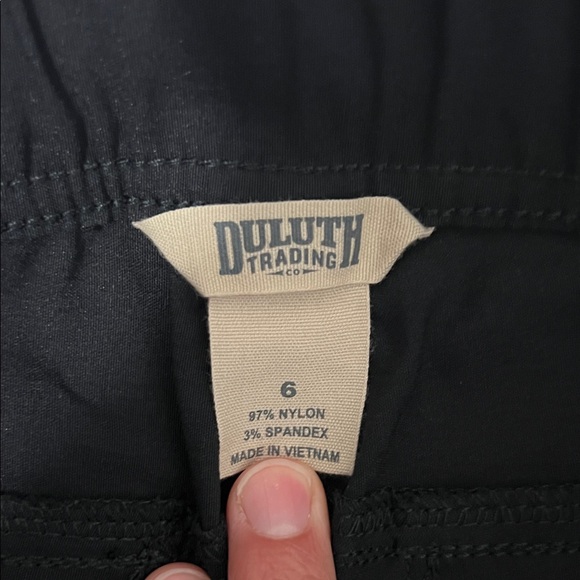 DULUTH
TRADING
CO
6
97% NYLON
3% SPANDEX
MADE IN VIETNAM